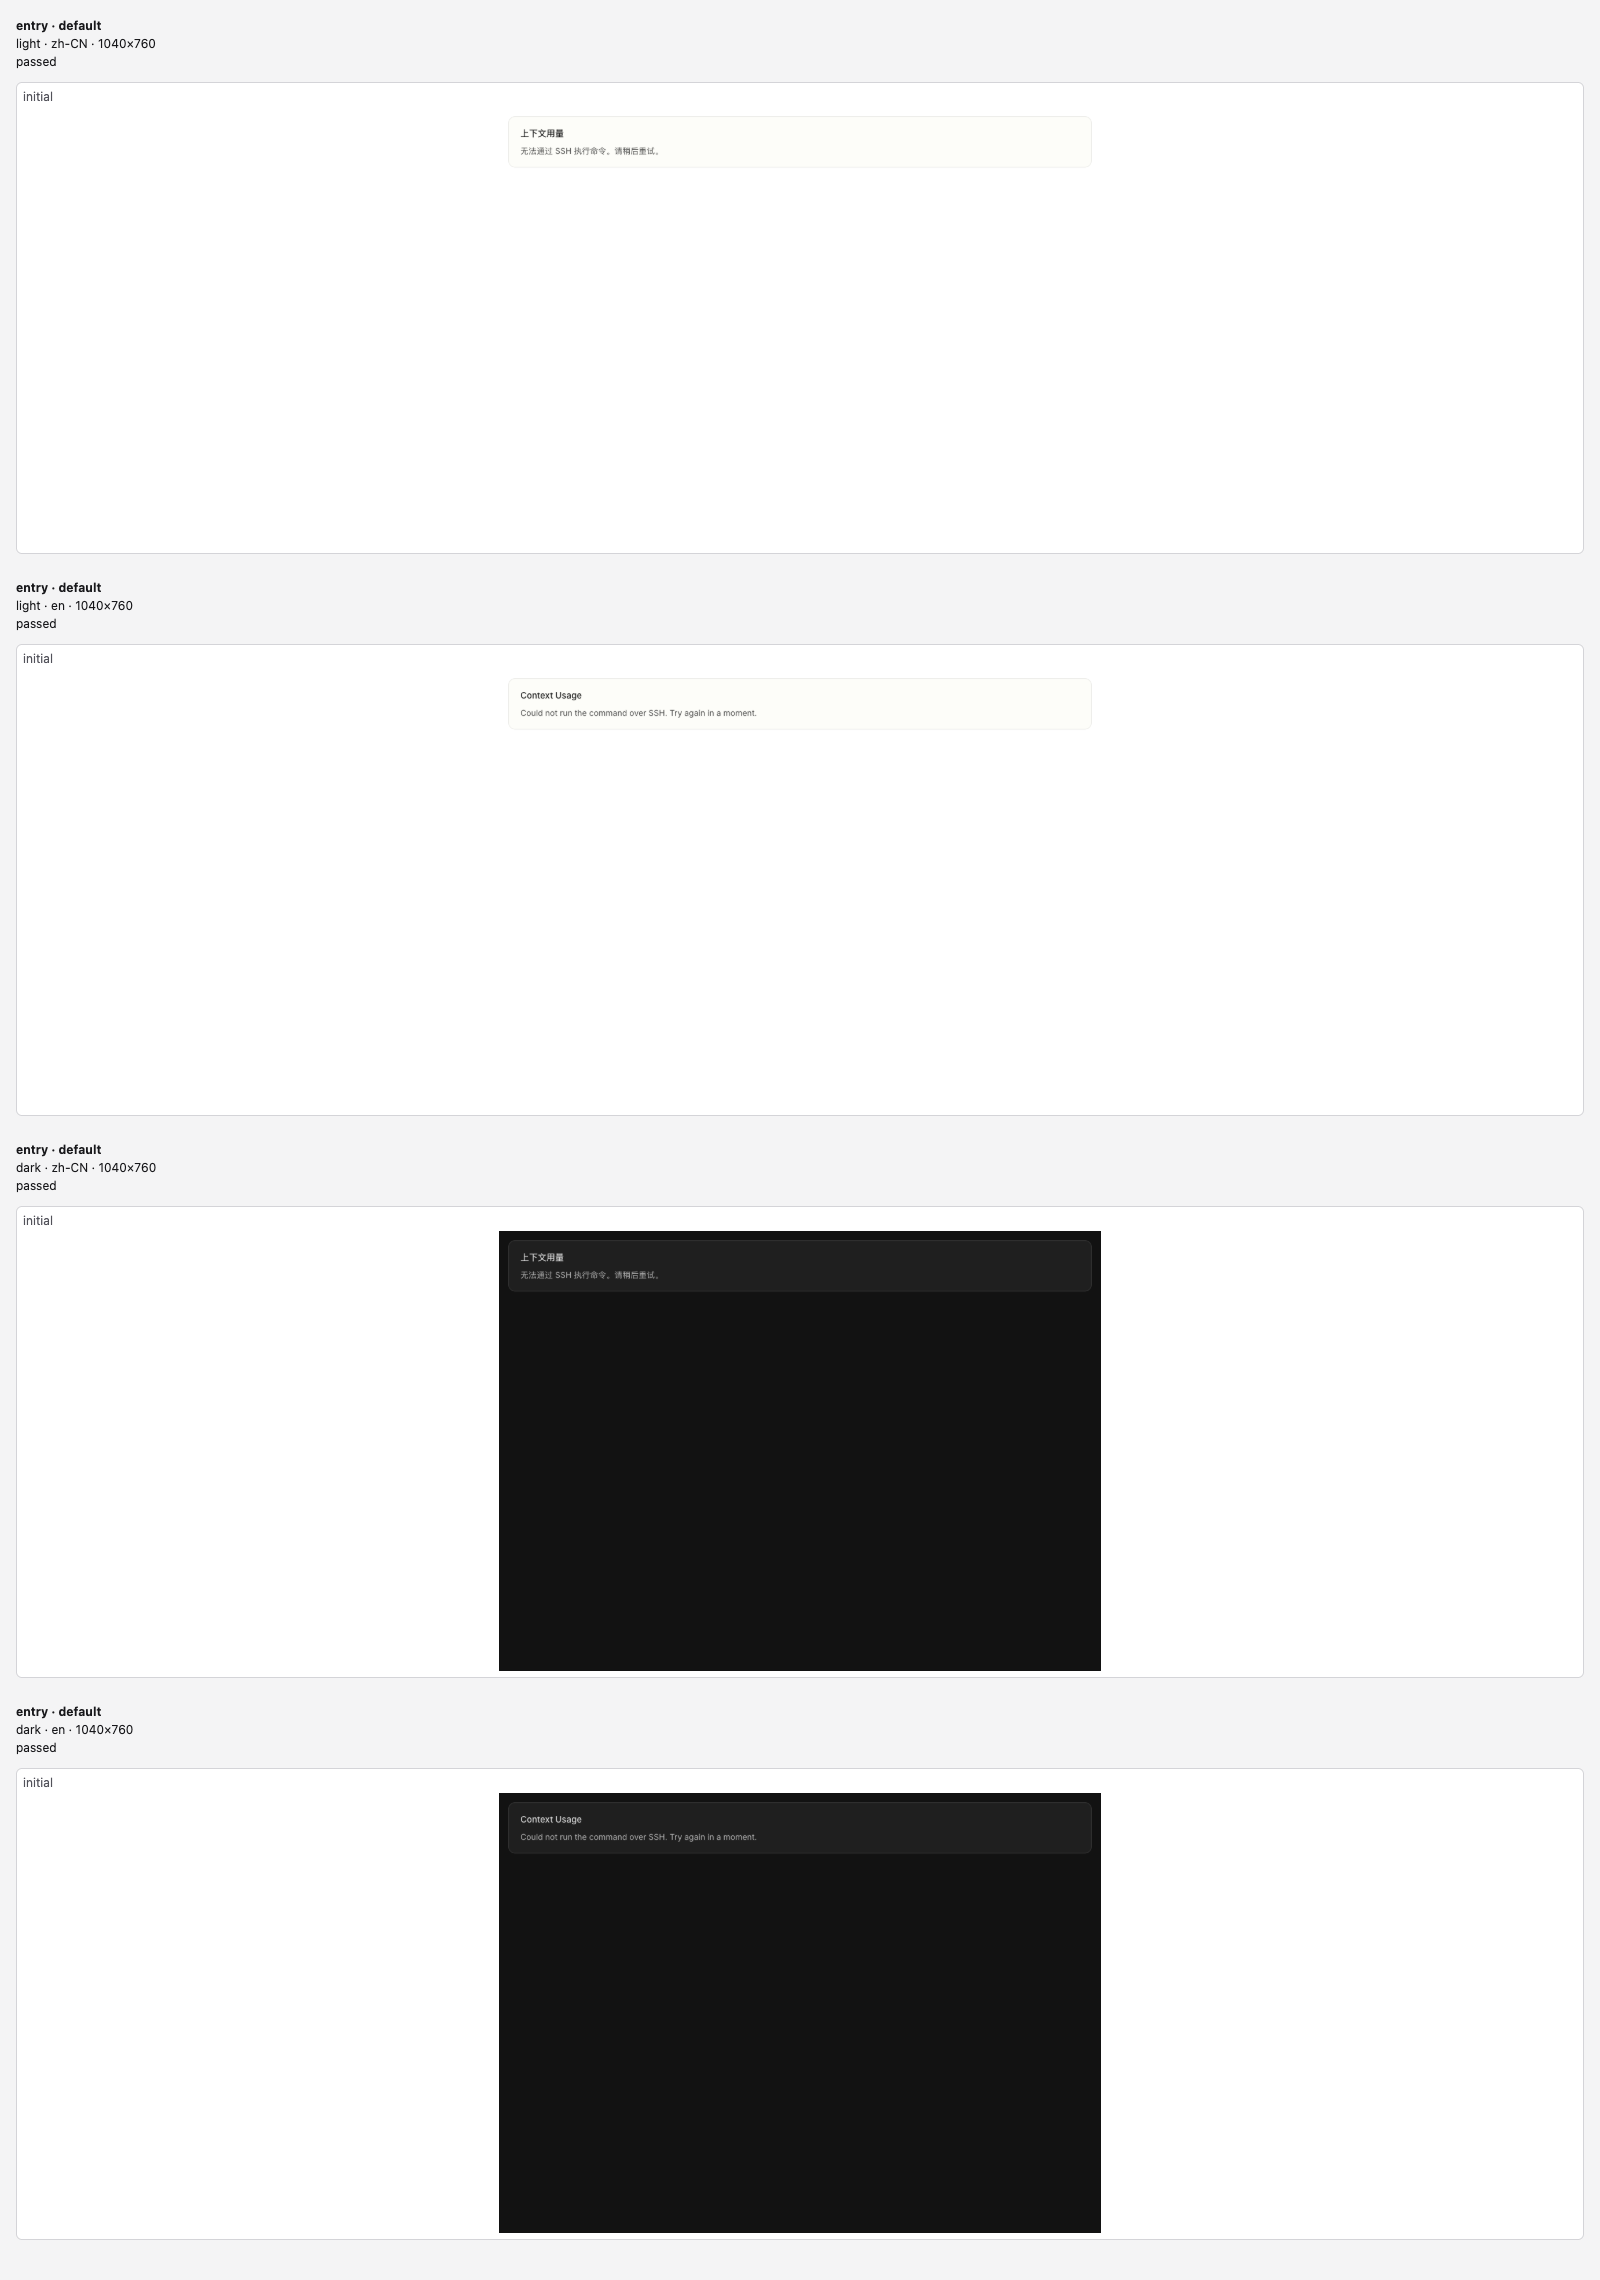 entry · default
light · zh-CN · 1040×760
passed
initial
上下文用量
无法通过 SSH 执行命令。请稍后重试。
entry · default
light · en · 1040×760
passed
initial
Context Usage
Could not run the command over SSH. Try again in a moment.
entry · default
dark · zh-CN · 1040×760
passed
initial
上下文用量
无法通过 SSH 执行命令。请稍后重试。
entry · default
dark · en · 1040×760
passed
initial
Context Usage
Could not run the command over SSH. Try again in a moment.